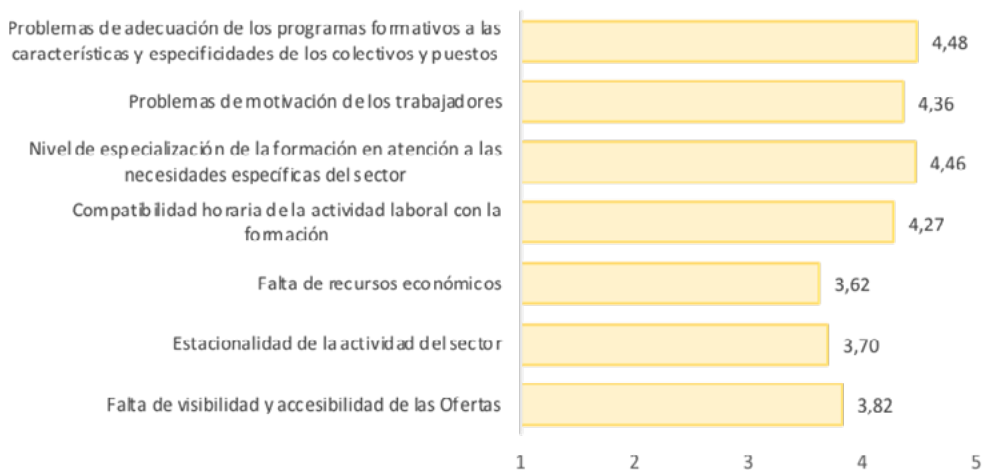 Problemas de adecuación de los programas formativos a las
características y especificidades de los colectivos y puestos
4,48
Problemas de motivación de los trabajadores
4,36
Nivel de especialización de la formación en atención a las
necesidades específicas del sector
4,46
Compatibilidad horaria de la actividad laboral con la
formación
4,27
Falta de recursos económicos
3,62
Estacionalidad de la actividad del sector
3,70
Falta de visibilidad y accesibilidad de las Ofertas
3,82
1 2 3 4 5